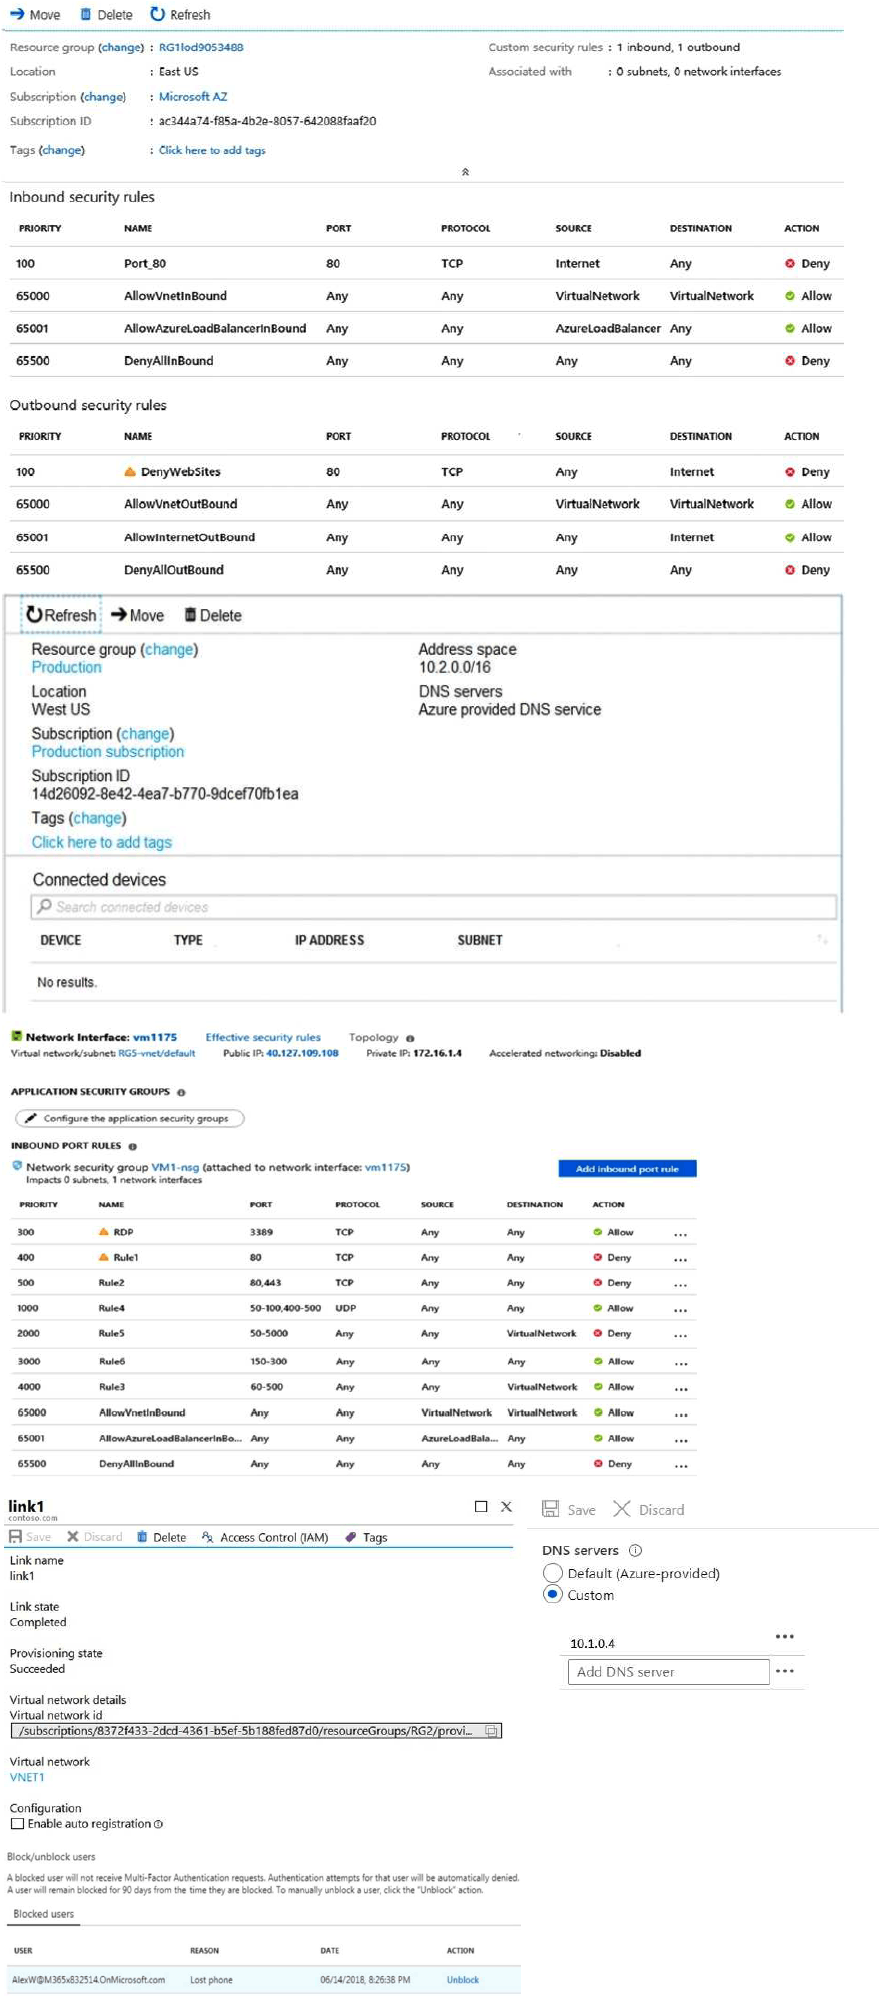 Move Delete Refresh
Resource group (change) : RG1lod9053488 Custom security rules : 1 inbound, 1 outbound
Location : East US Associated with : 0 subnets, 0 network interfaces
Subscription (change) : Microsoft AZ
Subscription ID : ac344a74-f85a-4b2e-8057-642088faaf20
Tags (change) : Click here to add tags
Inbound security rules
PRIORITY NAME PORT PROTOCOL SOURCE DESTINATION ACTION
100 Port_80 80 TCP Internet Any Deny
65000 AllowVnetInBound Any Any VirtualNetwork VirtualNetwork Allow
65001 AllowAzureLoadBalancerInBound Any Any AzureLoadBalancer Any Allow
65500 DenyAllInBound Any Any Any Any Deny
Outbound security rules
PRIORITY NAME PORT PROTOCOL SOURCE DESTINATION ACTION
100 DenyWebSites 80 TCP Any Internet Deny
65000 AllowVnetOutBound Any Any VirtualNetwork VirtualNetwork Allow
65001 AllowInternetOutBound Any Any Any Internet Allow
65500 DenyAllOutBound Any Any Any Any Deny
Refresh Move Delete
Resource group (change) Address space
Production 10.2.0.0/16
Location DNS servers
West US Azure provided DNS service
Subscription (change)
Production subscription
Subscription ID
14d26092-8e42-4ea7-b770-9dcef70fb1ea
Tags (change)
Click here to add tags
Connected devices
Search connected devices
DEVICE TYPE IP ADDRESS SUBNET
No results.
Network Interface: vm1175 Effective security rules Topology
Virtual network/subnet: RG5-vnet/default Public IP: 40.127.109.108 Private IP: 172.16.1.4 Accelerated networking: Disabled
APPLICATION SECURITY GROUPS
Configure the application security groups
INBOUND PORT RULES
Network security group VM1-nsg (attached to network interface: vm1175) Add inbound port rule
Impacts 0 subnets, 1 network interfaces
PRIORITY NAME PORT PROTOCOL SOURCE DESTINATION ACTION
300 RDP 3389 TCP Any Any Allow ...
400 Rule1 80 TCP Any Any Deny ...
500 Rule2 80,443 TCP Any Any Deny ...
1000 Rule4 50-100,400-500 UDP Any Any Allow ...
2000 Rule5 50-5000 Any Any VirtualNetwork Deny ...
3000 Rule6 150-300 Any Any Any Allow ...
4000 Rule3 60-500 Any Any VirtualNetwork Allow ...
65000 AllowVnetInBound Any Any VirtualNetwork VirtualNetwork Allow ...
65001 AllowAzureLoadBalancerInBo... Any Any AzureLoadBala... Any Allow ...
65500 DenyAllInBound Any Any Any Any Deny ...
link1
contoso.com
Save Discard Delete Access Control (IAM) Tags
Link name
link1
Link state
Completed
Provisioning state
Succeeded
Virtual network details
Virtual network id
/subscriptions/8372f433-2dcd-4361-b5ef-5b188fed87d0/resourceGroups/RG2/provi...
Virtual network
VNET1
Configuration
Enable auto registration
Save Discard
DNS servers
Default (Azure-provided)
Custom
10.1.0.4 ...
Add DNS server ...
Block/unblock users
A blocked user will not receive Multi-Factor Authentication requests. Authentication attempts for that user will be automatically denied.
A user will remain blocked for 90 days from the time they are blocked. To manually unblock a user, click the "Unblock" action.
Blocked users
USER REASON DATE ACTION
AlexW@M365x832514.OnMicrosoft.com Lost phone 06/14/2018, 8:26:38 PM Unblock